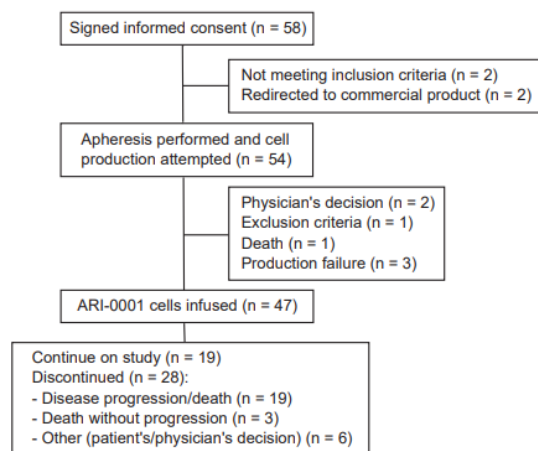 Signed informed consent (n = 58)
Not meeting inclusion criteria (n = 2)
Redirected to commercial product (n = 2)
Apheresis performed and cell
production attempted (n = 54)
Physician's decision (n = 2)
Exclusion criteria (n = 1)
Death (n = 1)
Production failure (n = 3)
ARI-0001 cells infused (n = 47)
Continue on study (n = 19)
Discontinued (n = 28):
- Disease progression/death (n = 19)
- Death without progression (n = 3)
- Other (patient's/physician's decision) (n = 6)